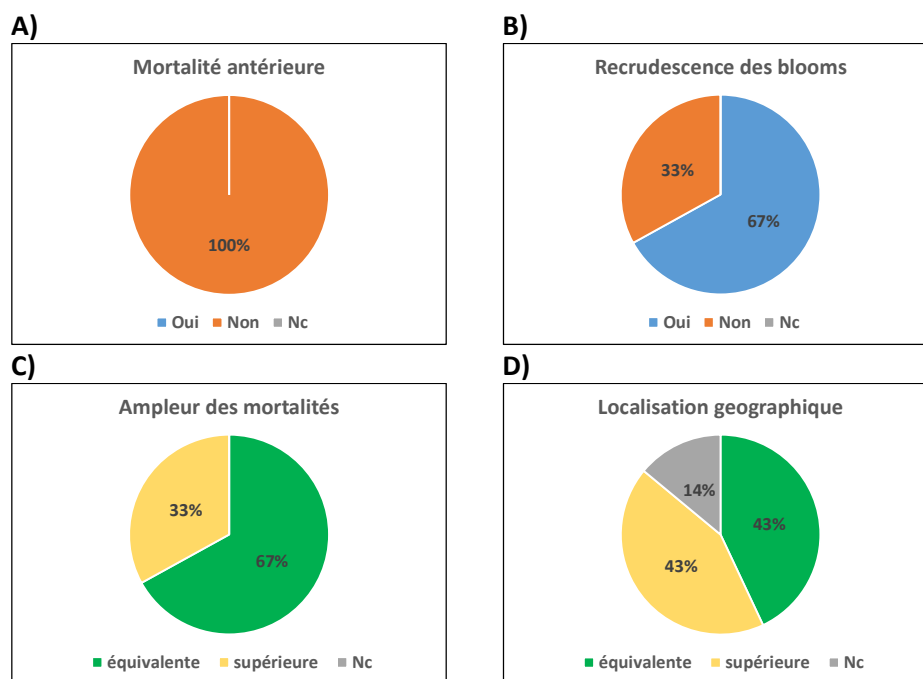 A)
Mortalité antérieure
100%
Oui Non Nc
B)
Recrudescence des blooms
33%
67%
Oui Non Nc
C)
Ampleur des mortalités
33%
67%
équivalente supérieure Nc
D)
Localisation geographique
14%
43%
43%
équivalente supérieure Nc